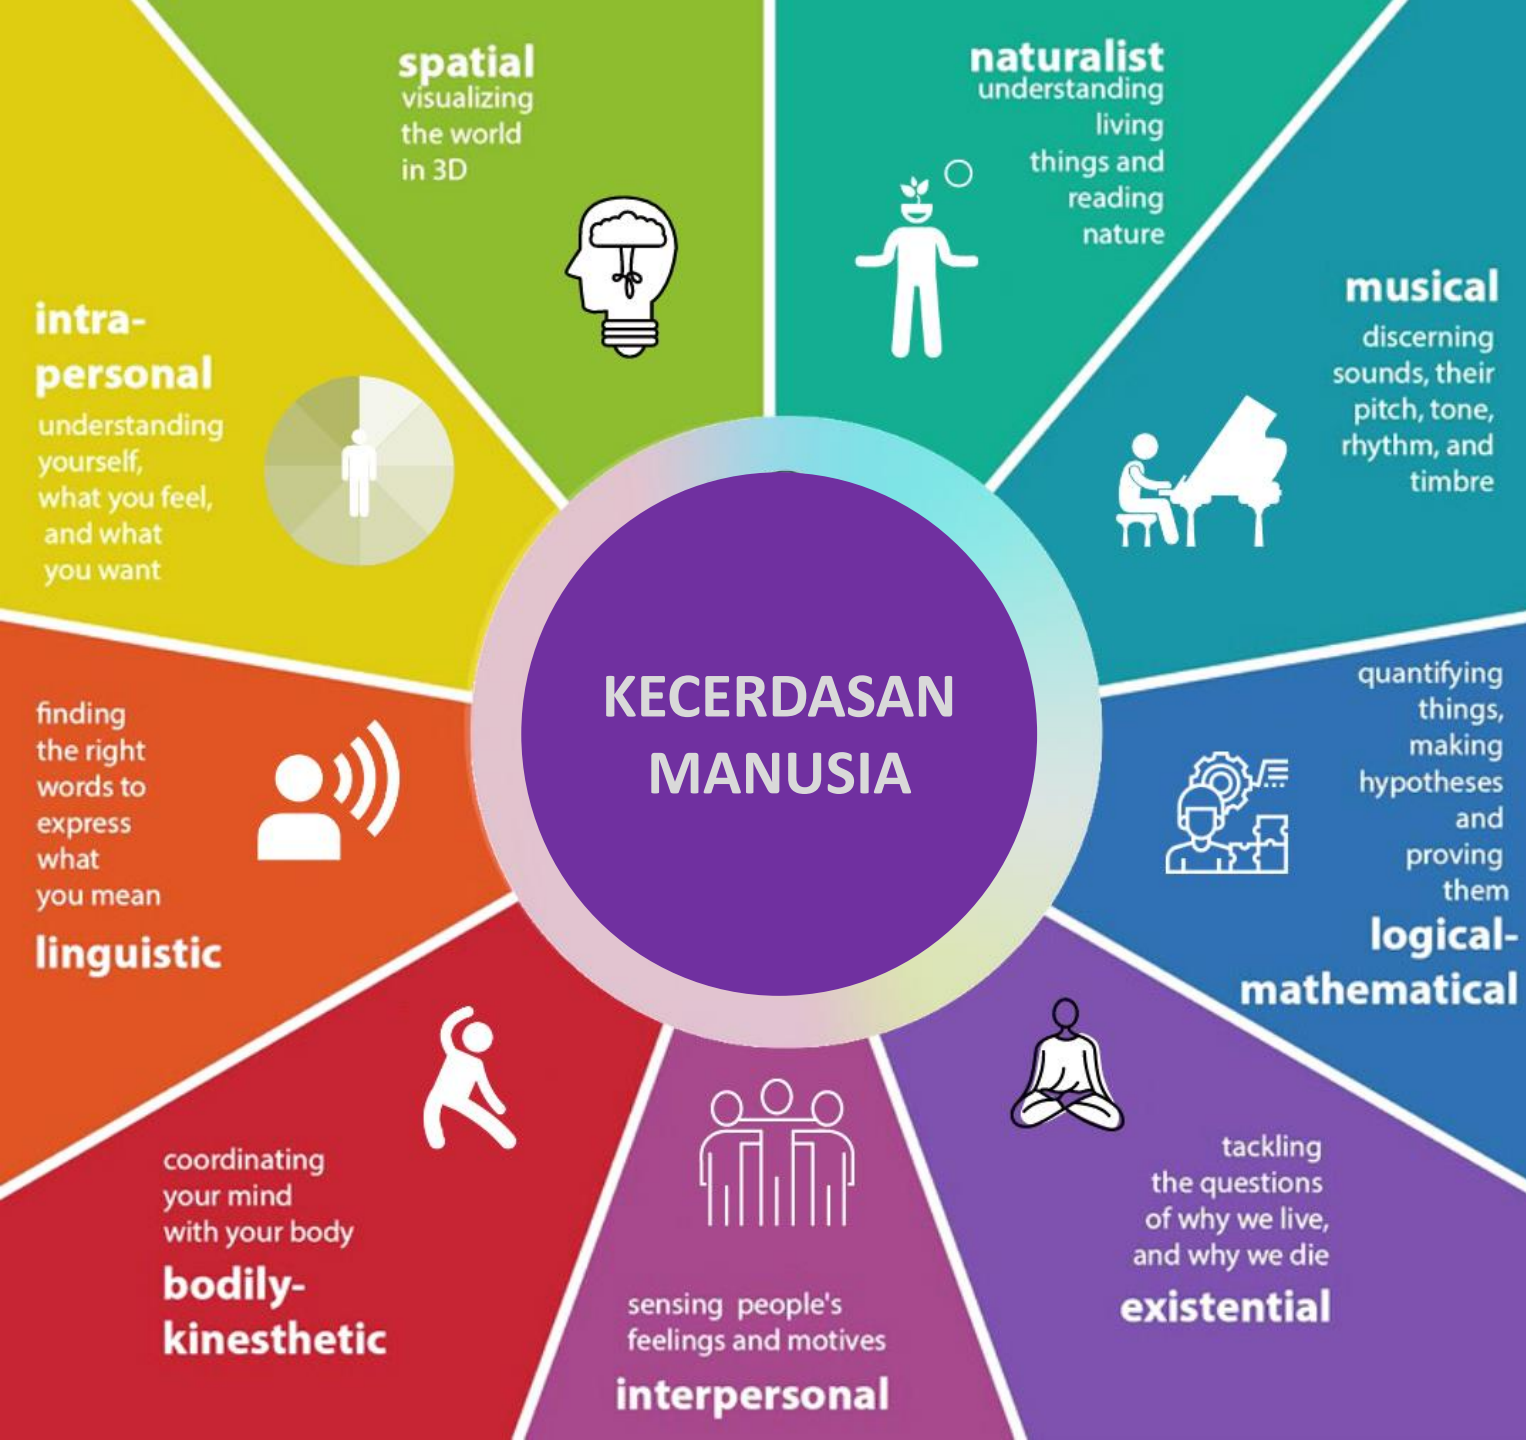 spatial
visualizing
the world
in 3D
naturalist
understanding
living
things and
reading
nature
musical
discerning
sounds, their
pitch, tone,
rhythm, and
timbre
intra-
personal
understanding
yourself,
what you feel,
and what
you want
KECERDASAN
MANUSIA
quantifying
things,
making
hypotheses
and
proving
them
logical-
mathematical
finding
the right
words to
express
what
you mean
linguistic
coordinating
your mind
with your body
bodily-
kinesthetic
sensing people's
feelings and motives
interpersonal
tackling
the questions
of why we live,
and why we die
existential